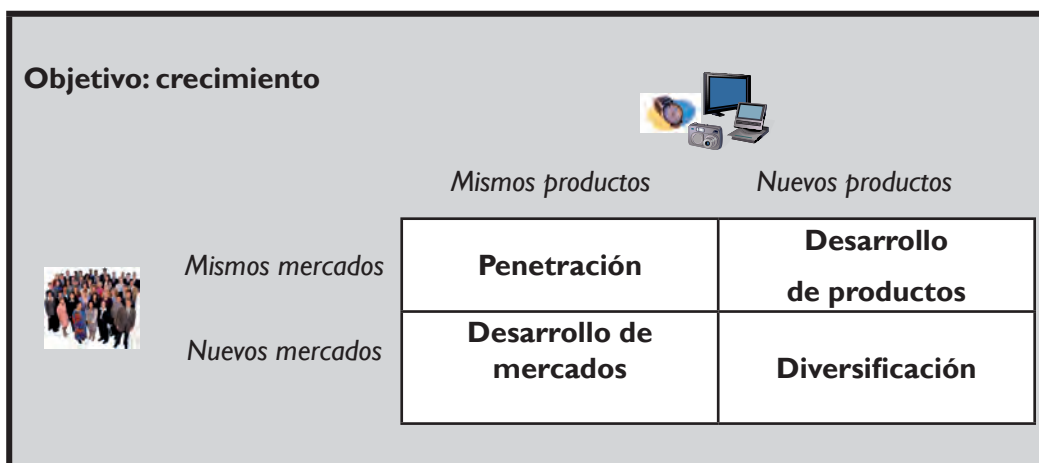 Objetivo: crecimiento
Mismos productos Nuevos productos
Mismos mercados Penetración Desarrollo
de productos
Nuevos mercados Desarrollo de
mercados Diversificación